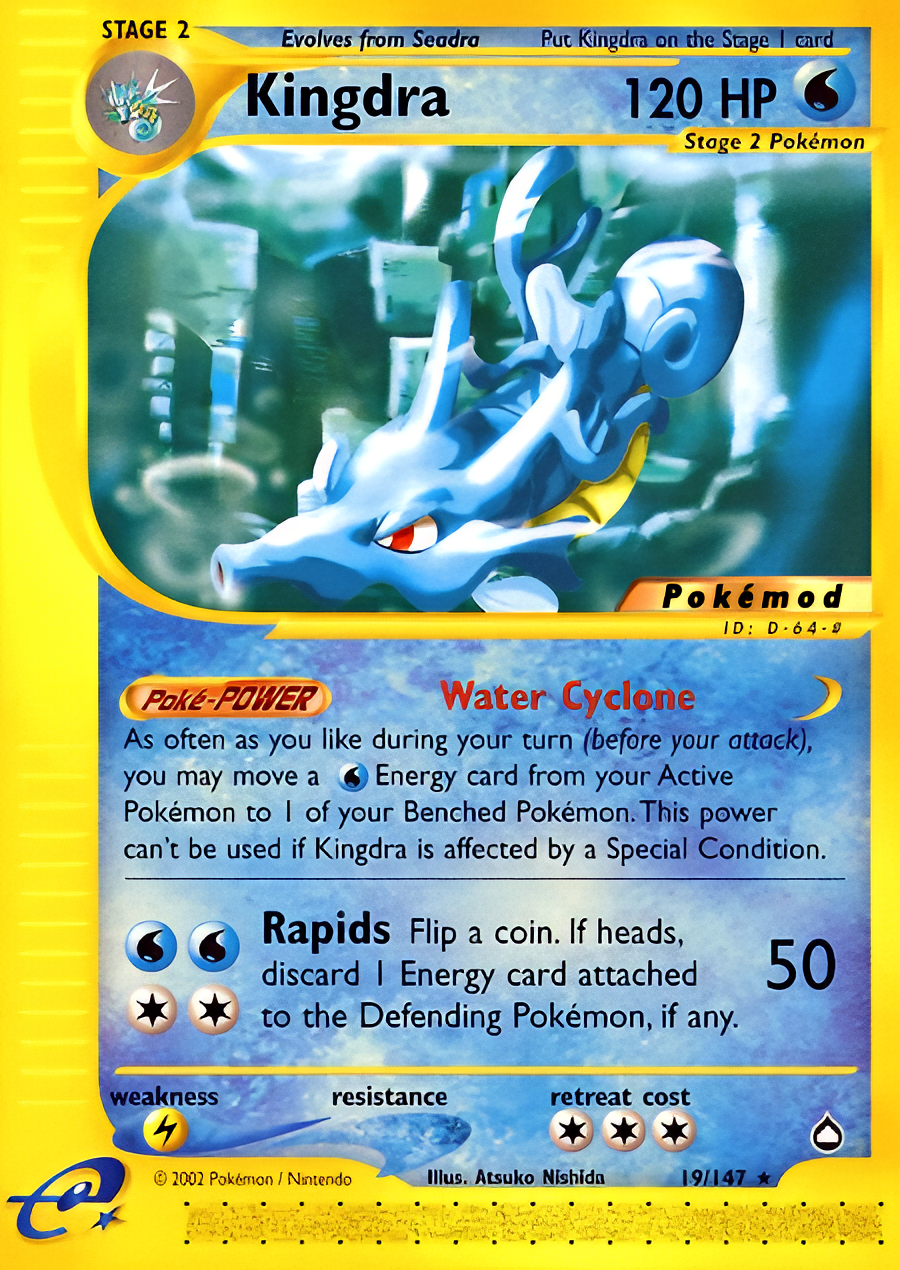 STAGE 2
Evolves from Seadra Put Kingdra on the Stage 1 card
Kingdra 120 HP
Stage 2 Pokémon
Pokémod
ID: D-64-#
Poké-POWER Water Cyclone
As often as you like during your turn (before your attack),
you may move a Energy card from your Active
Pokémon to 1 of your Benched Pokémon. This power
can't be used if Kingdra is affected by a Special Condition.
Rapids Flip a coin. If heads,
discard 1 Energy card attached
to the Defending Pokémon, if any.
50
weakness resistance retreat cost
© 2002 Pokémon / Nintendo Illus. Atsuko Nishida 19/147 ★
e